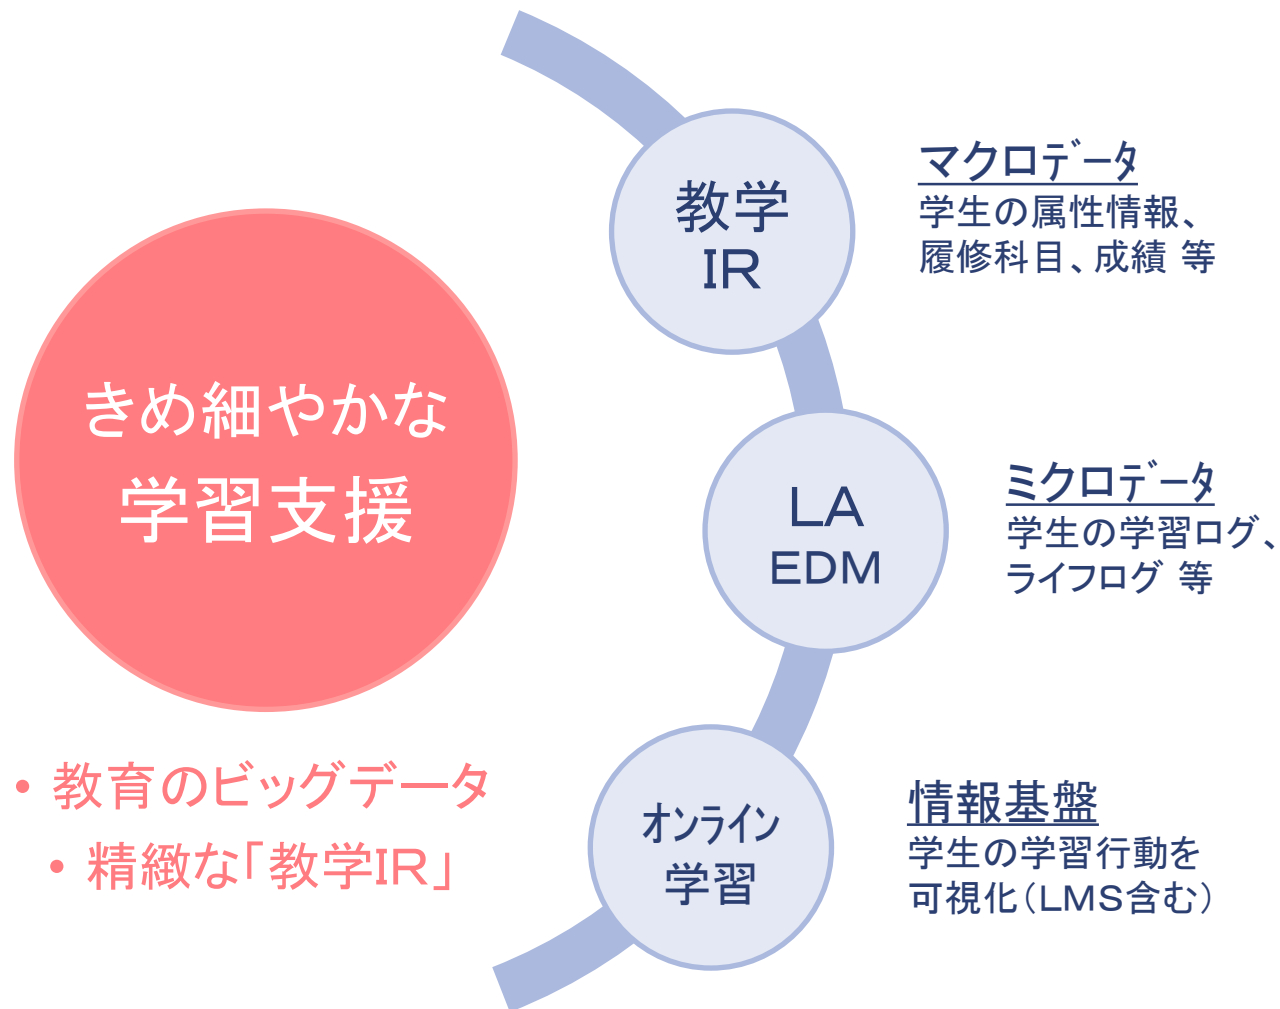 きめ細やかな
学習支援
• 教育のビッグデータ
• 精緻な「教学IR」
教学
IR
マクロﾃﾞｰﾀ
学生の属性情報、
履修科目、成績 等
LA
EDM
ミクロﾃﾞｰﾀ
学生の学習ログ、
ライフログ 等
オンライン
学習
情報基盤
学生の学習行動を
可視化（LMS含む）